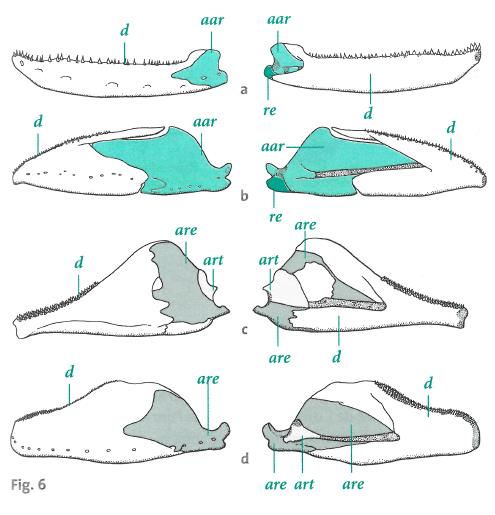 d aar aar
a
re d
d aar aar d
b
re
d are art art are
c
are d
d are d
d
are art are
Fig. 6